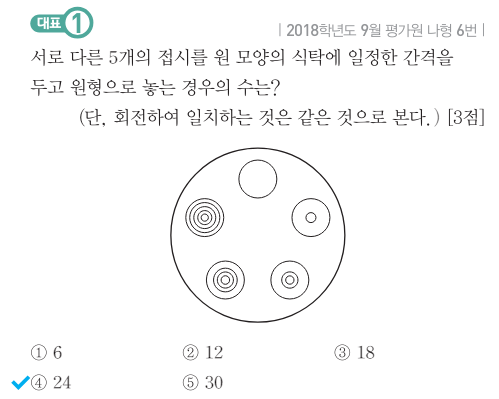 대표 1
| 2018학년도 9월 평가원 나형 6번 |
서로 다른 5개의 접시를 원 모양의 식탁에 일정한 간격을
두고 원형으로 놓는 경우의 수는?
(단, 회전하여 일치하는 것은 같은 것으로 본다.) [3점]
① 6 ② 12 ③ 18
④ 24 ⑤ 30